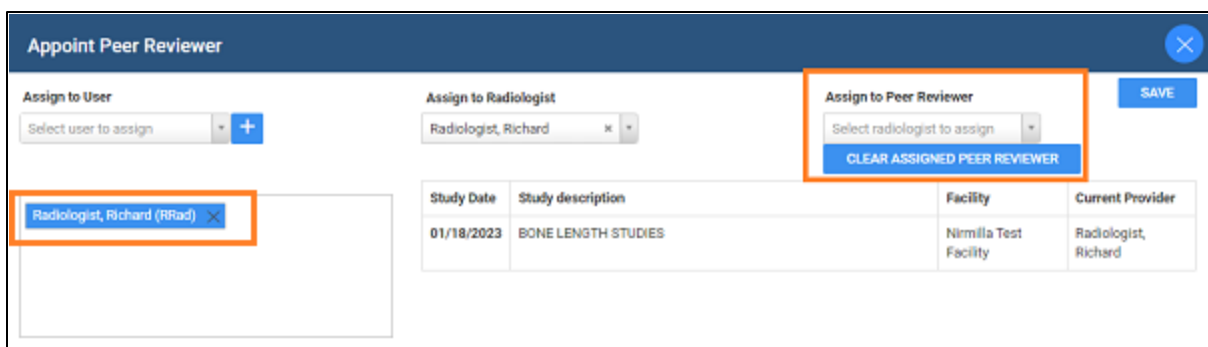 Appoint Peer Reviewer
Assign to User
Select user to assign
+
Assign to Radiologist
Radiologist, Richard
Assign to Peer Reviewer
Select radiologist to assign
CLEAR ASSIGNED PEER REVIEWER
SAVE
Radiologist, Richard (RRad)
Study Date Study description Facility Current Provider
01/18/2023 BONE LENGTH STUDIES Nirmilla Test Radiologist,
Facility Richard